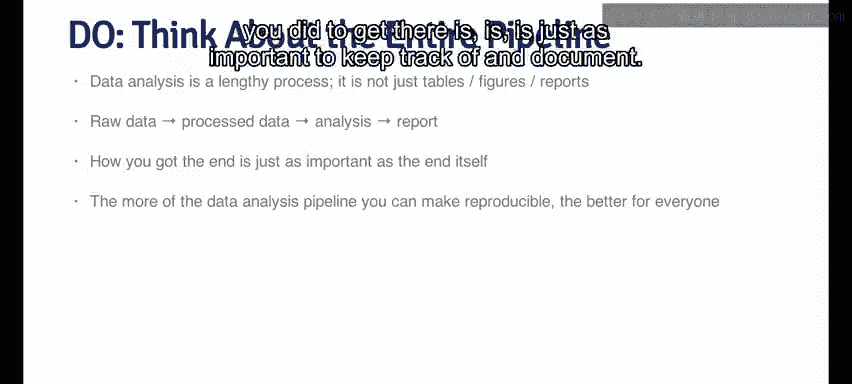 DO: Think About the Entire Pipeline
you did to get there is, is, is just as
important to keep track of and document.
· Data analysis is a lengthy process; it is not just tables / figures / reports
· Raw data → processed data → analysis → report
· How you got the end is just as important as the end itself
· The more of the data analysis pipeline you can make reproducible, the better for everyone